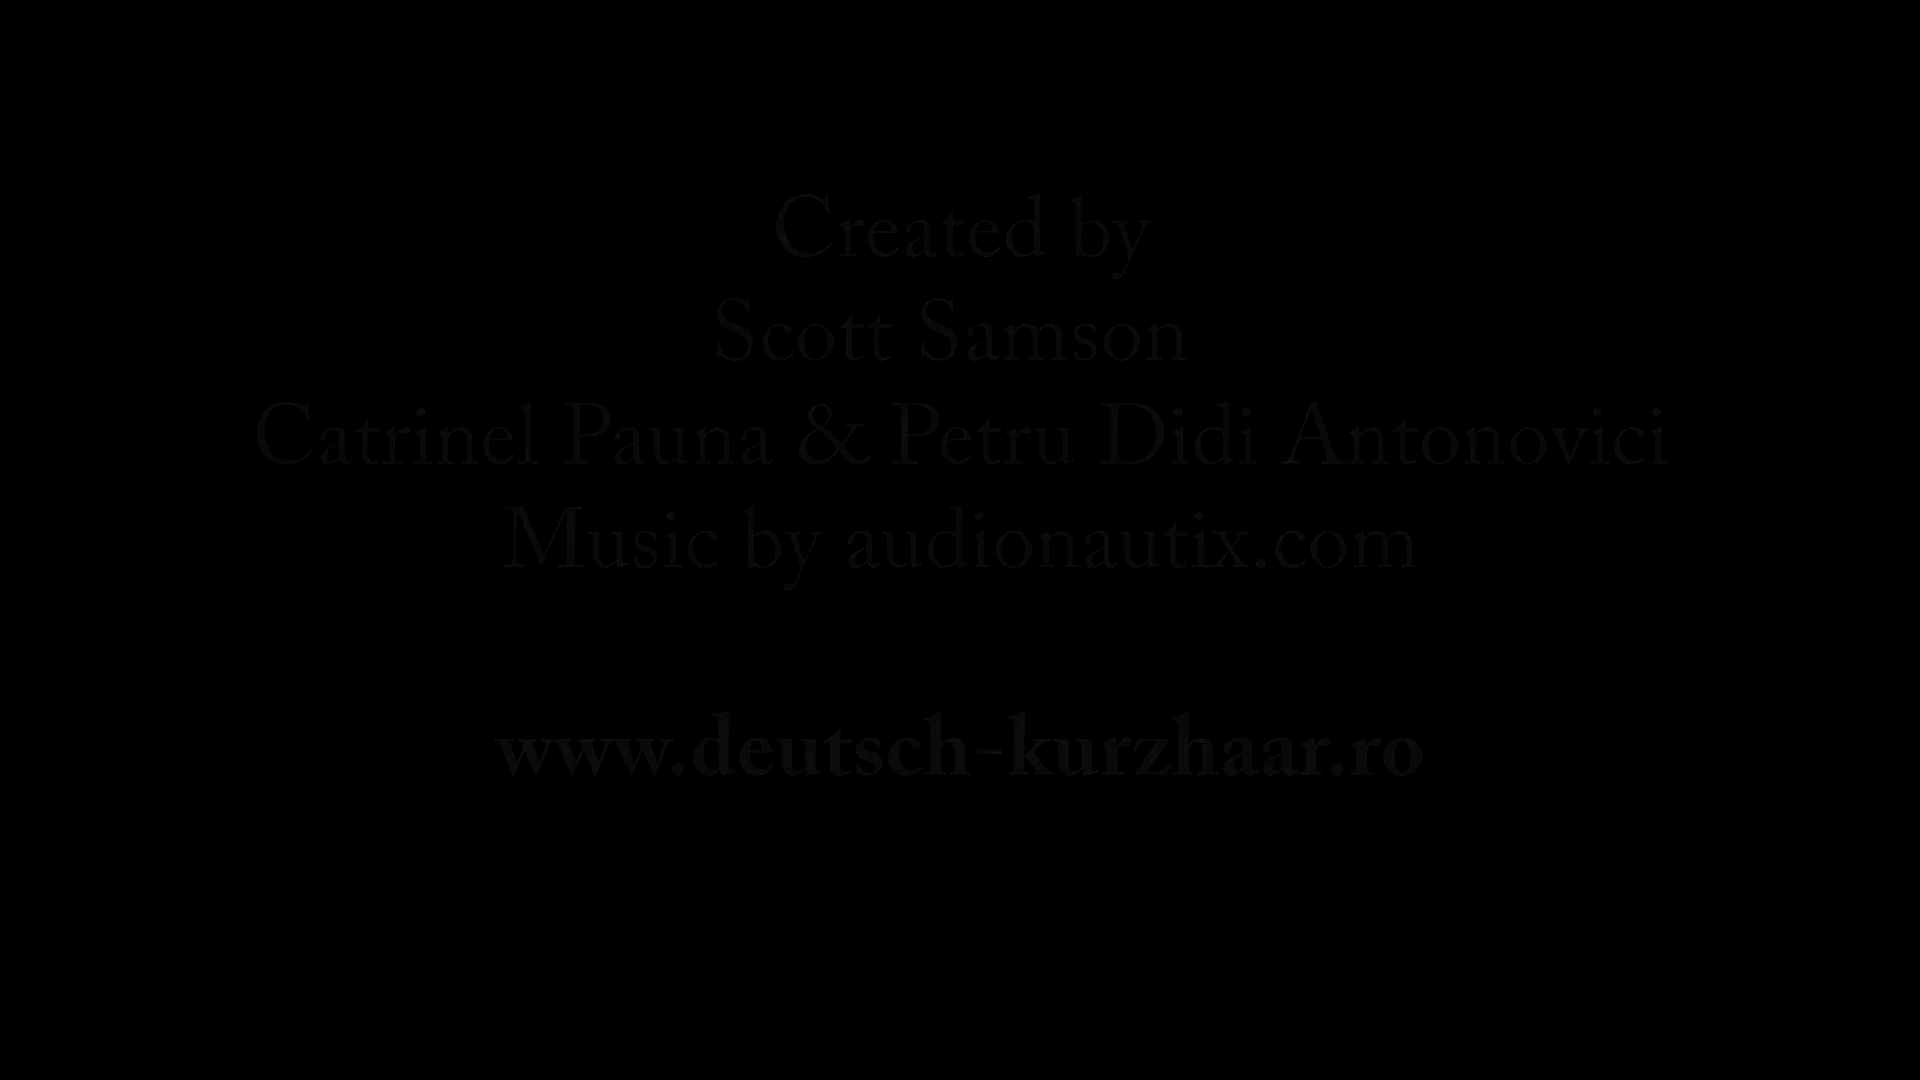 Created by
Scott Samson
Catrinel Pauna & Petru Didi Antonovici
Music by audionautix.com
www.deutsch-kurzhaar.ro